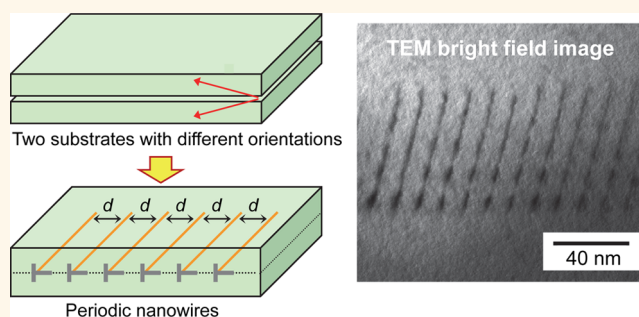 Two substrates with different orientations
d d d d d
Periodic nanowires
TEM bright field image
40 nm